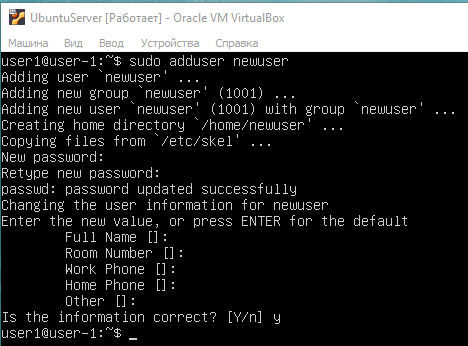 UbuntuServer [Работает] - Oracle VM VirtualBox
Машина Вид Ввод Устройства Справка
user1@user-1:~$ sudo adduser newuser
Adding user `newuser' ...
Adding new group `newuser' (1001) ...
Adding new user `newuser' (1001) with group `newuser' ...
Creating home directory `/home/newuser' ...
Copying files from `/etc/skel' ...
New password:
Retype new password:
passwd: password updated successfully
Changing the user information for newuser
Enter the new value, or press ENTER for the default
Full Name []:
Room Number []:
Work Phone []:
Home Phone []:
Other []:
Is the information correct? [Y/n] y
user1@user-1:~$ _